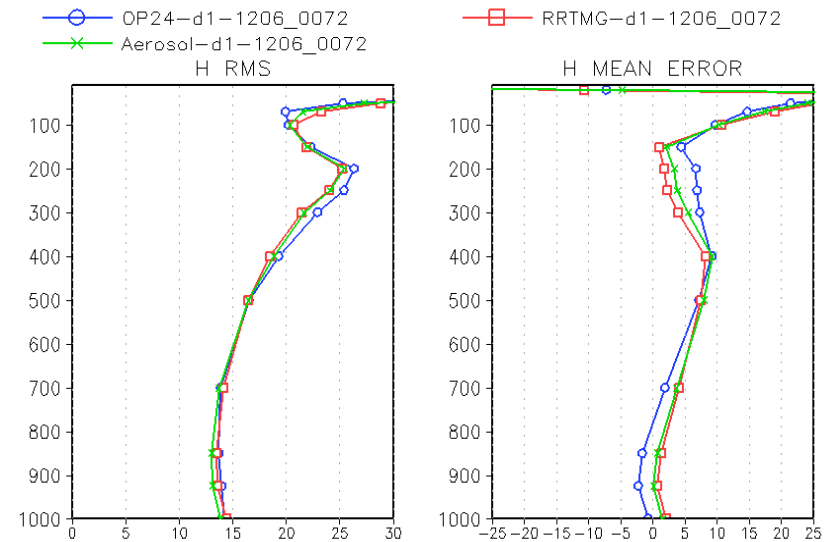 OP24-d1-1206_0072 RRTMG-d1-1206_0072
Aerosol-d1-1206_0072
H RMS H MEAN ERROR
100 100
200 200
300 300
400 400
500 500
600 600
700 700
800 800
900 900
1000 1000
0 5 10 15 20 25 30 -25 -20 -15 -10 -5 0 5 10 15 20 25